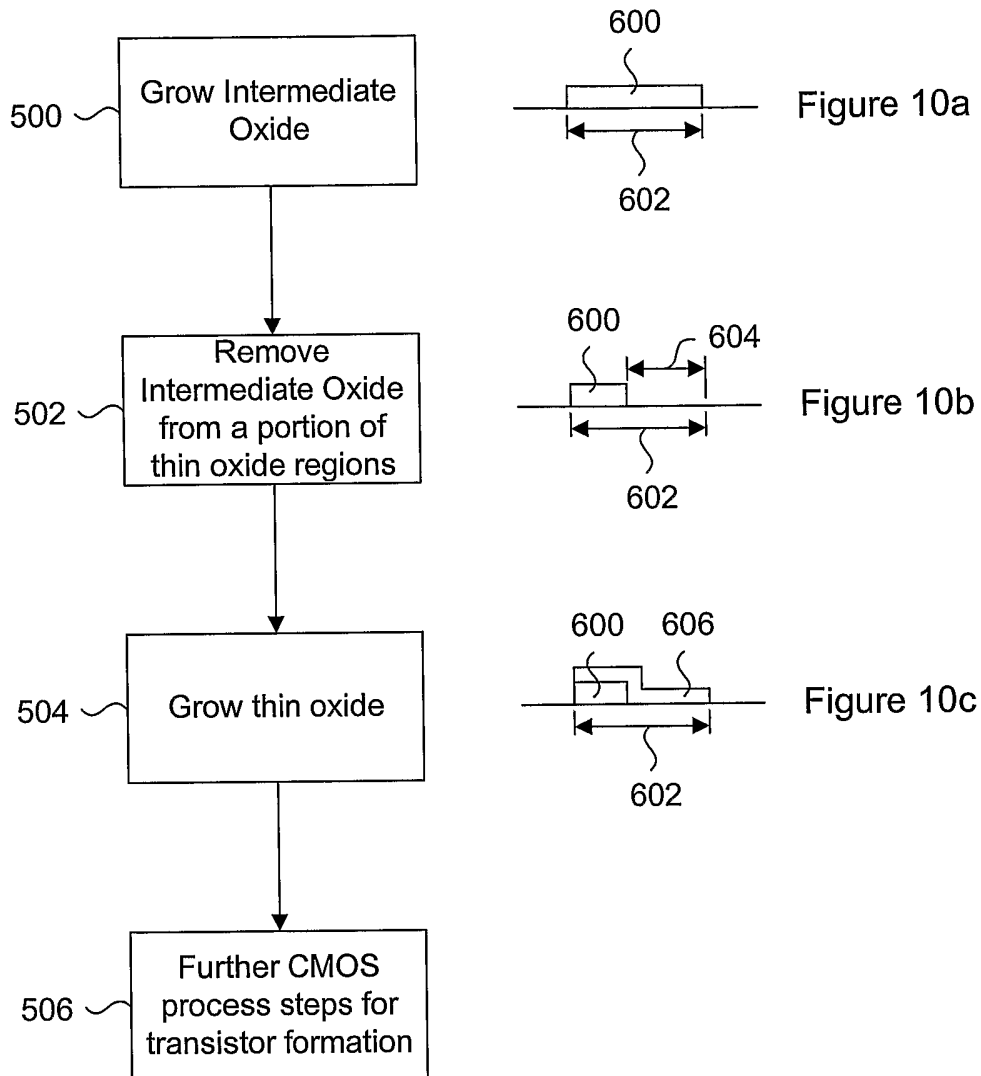 600
500
Grow Intermediate
Oxide
Figure 10a
602
600
604
502
Remove
Intermediate Oxide
from a portion of
thin oxide regions
Figure 10b
602
600
606
504
Grow thin oxide
Figure 10c
602
506
Further CMOS
process steps for
transistor formation